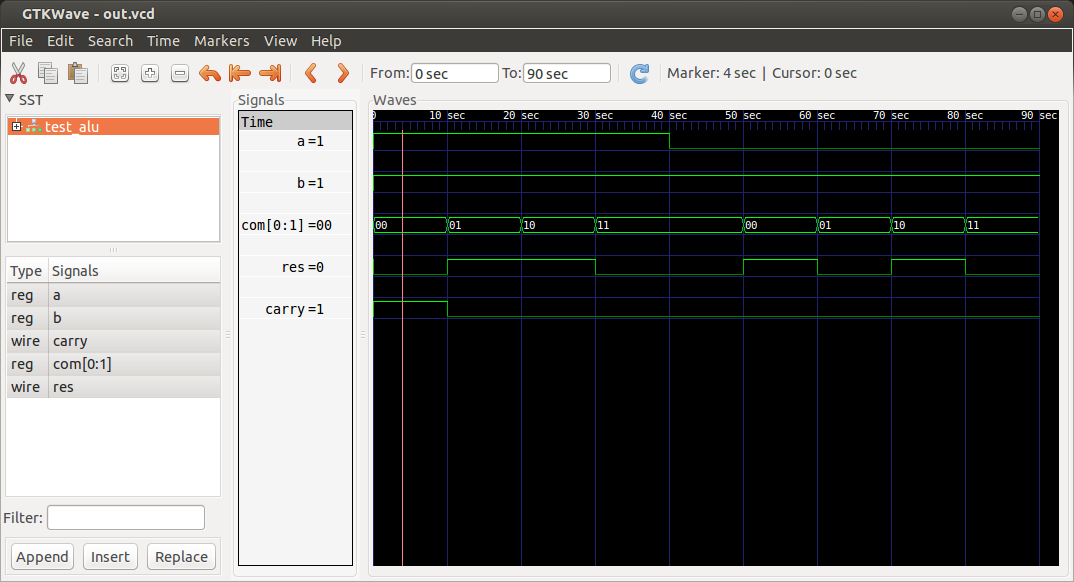 GTKWave - out.vcd
File Edit Search Time Markers View Help
From: 0 sec To: 90 sec Marker: 4 sec | Cursor: 0 sec
SST
test_alu
Type Signals
reg a
reg b
wire carry
reg com[0:1]
wire res
Filter:
Append Insert Replace
Signals
Time
a=1
b=1
com[0:1]=00
res=0
carry=1
Waves
0 10 sec 20 sec 30 sec 40 sec 50 sec 60 sec 70 sec 80 sec 90 sec
00 01 10 11 00 01 10 11